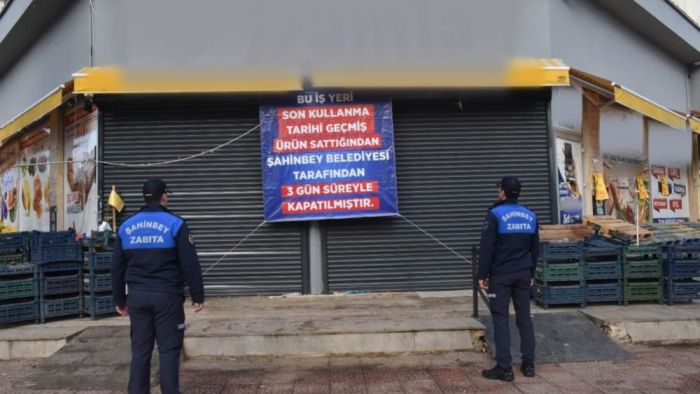 BU İŞ YERİ
SON KULLANMA
TARİHİ GEÇMİŞ
ÜRÜN SATTIĞINDAN
ŞAHİNBEY BELEDİYESİ
TARAFINDAN
3 GÜN SÜREYLE
KAPATILMIŞTIR.
ŞAHİNBEY
ZABITA
ŞAHİNBEY
ZABITA